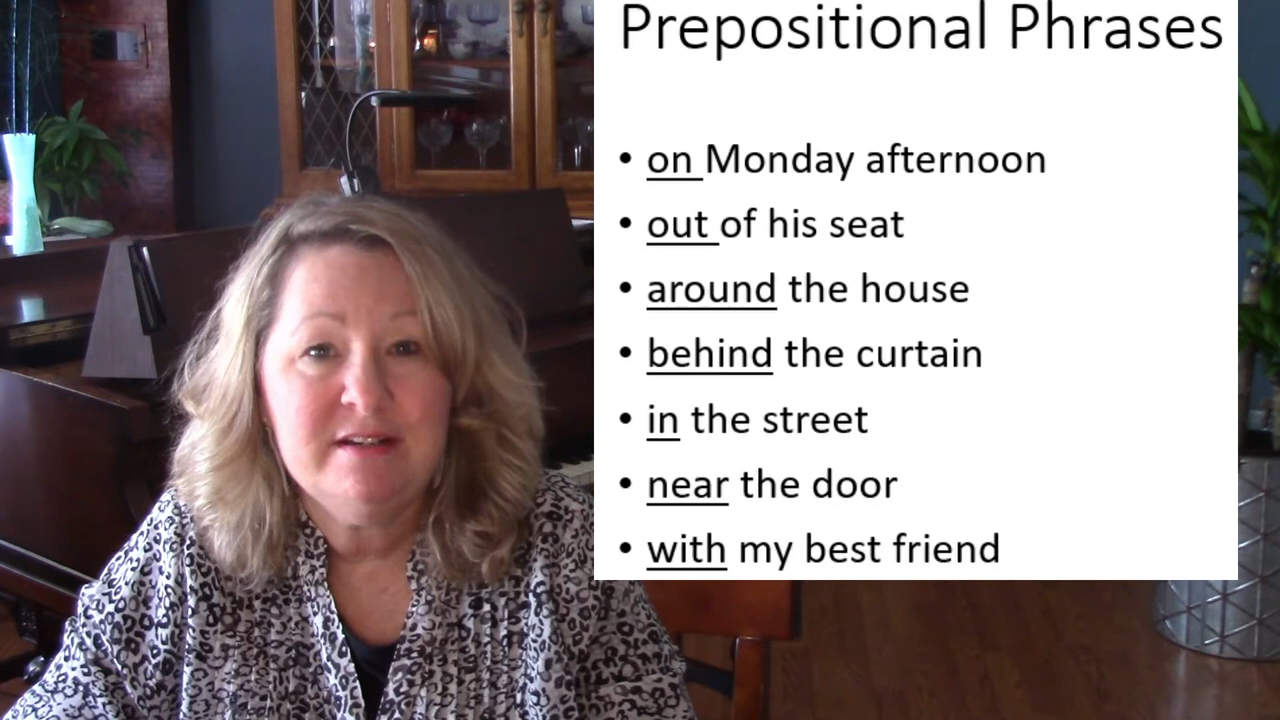 Prepositional Phrases
• on Monday afternoon
• out of his seat
• around the house
• behind the curtain
• in the street
• near the door
• with my best friend